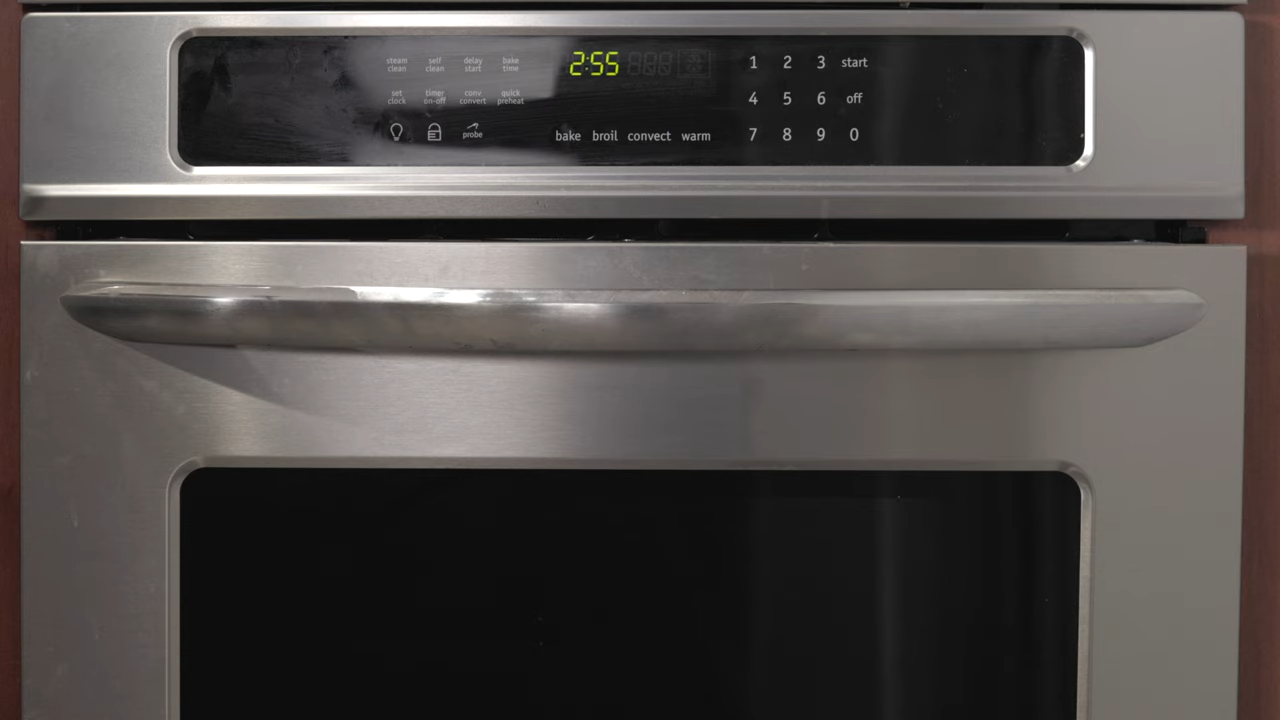 steam clean
self clean
delay start
bake time
2:55
1 2 3 start
set clock
timer on-off
conv convert
quick preheat
4 5 6 off
probe
bake broil convect warm
7 8 9 0